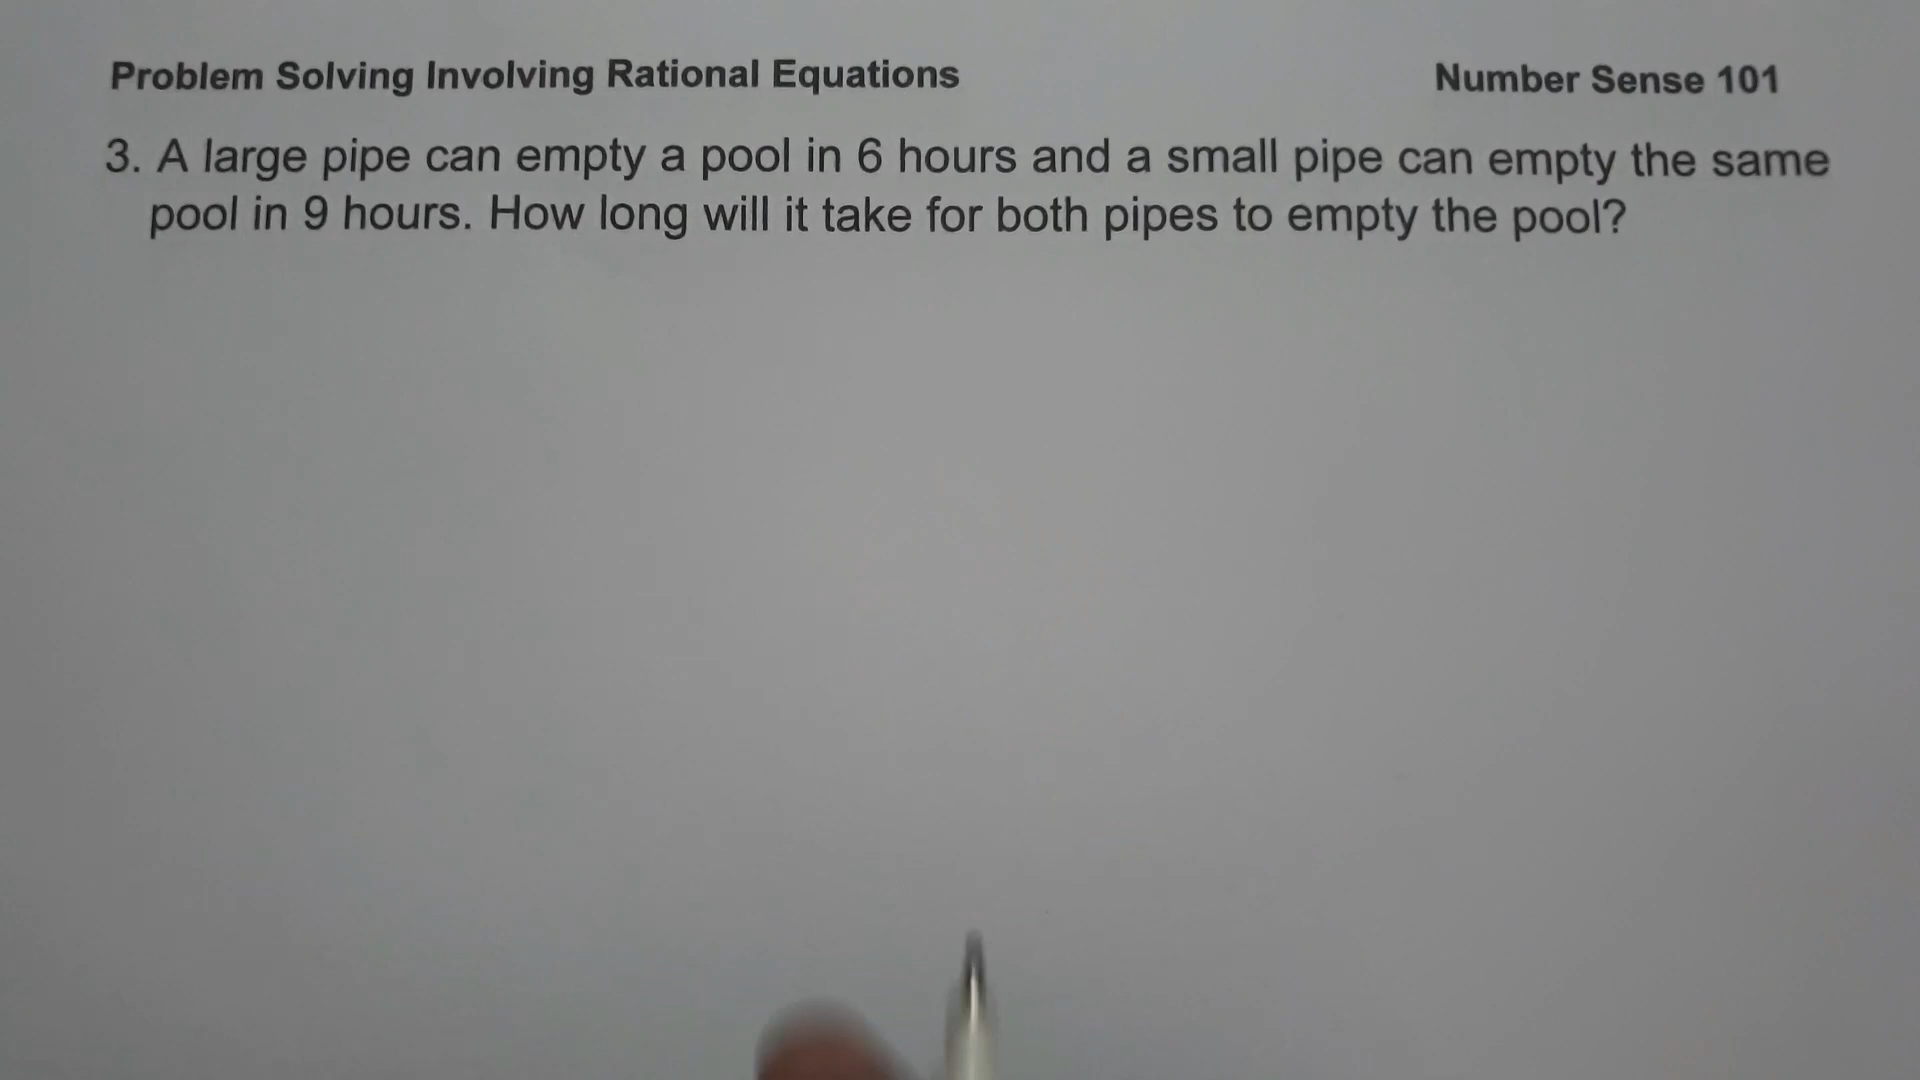 Problem Solving Involving Rational Equations
Number Sense 101
3. A large pipe can empty a pool in 6 hours and a small pipe can empty the same
pool in 9 hours. How long will it take for both pipes to empty the pool?